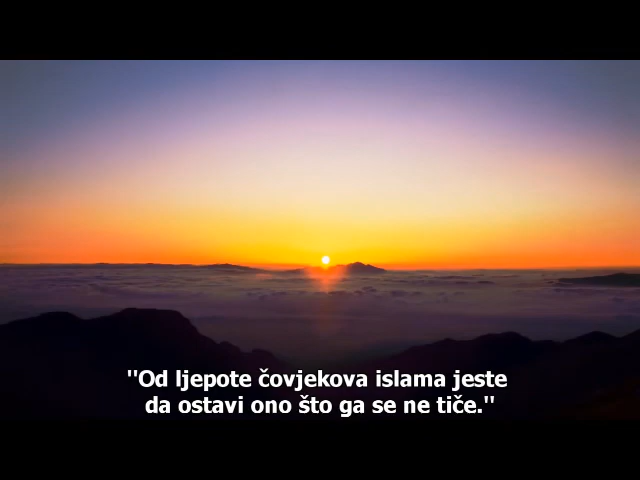 "Od ljepote čovjekova islama jeste
da ostavi ono što ga se ne tiče."